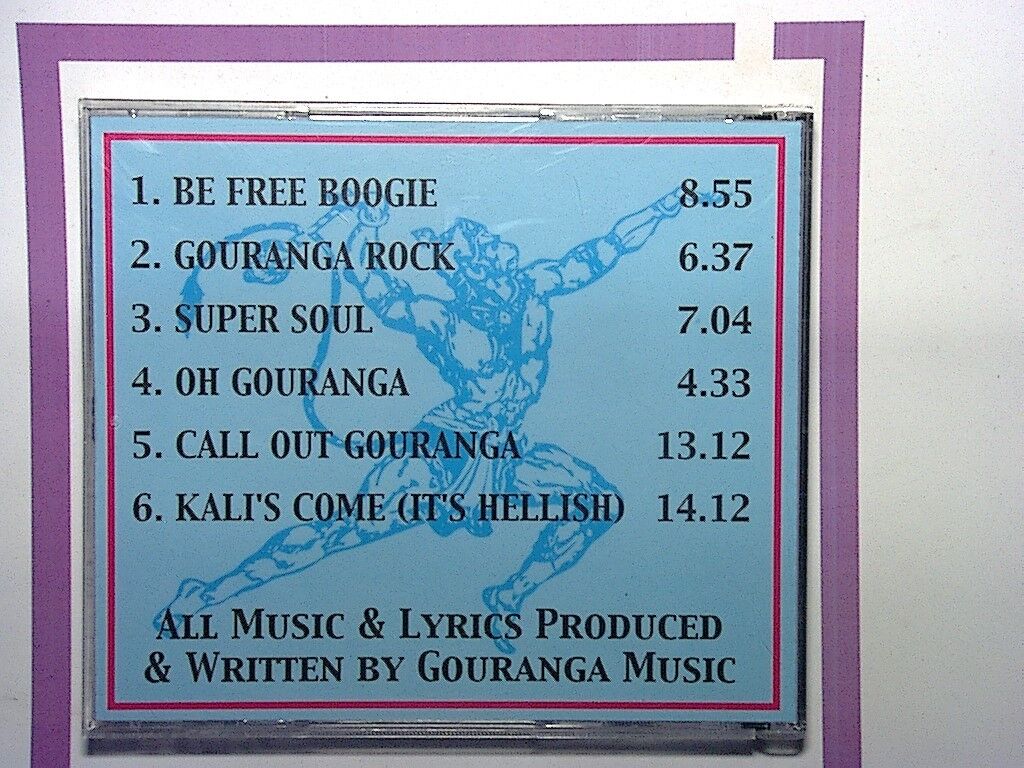 1. BE FREE BOOGIE 8.55
2. GOURANGA ROCK 6.37
3. SUPER SOUL 7.04
4. OH GOURANGA 4.33
5. CALL OUT GOURANGA 13.12
6. KALI'S COME (IT'S HELLISH) 14.12
ALL MUSIC & LYRICS PRODUCED
& WRITTEN BY GOURANGA MUSIC